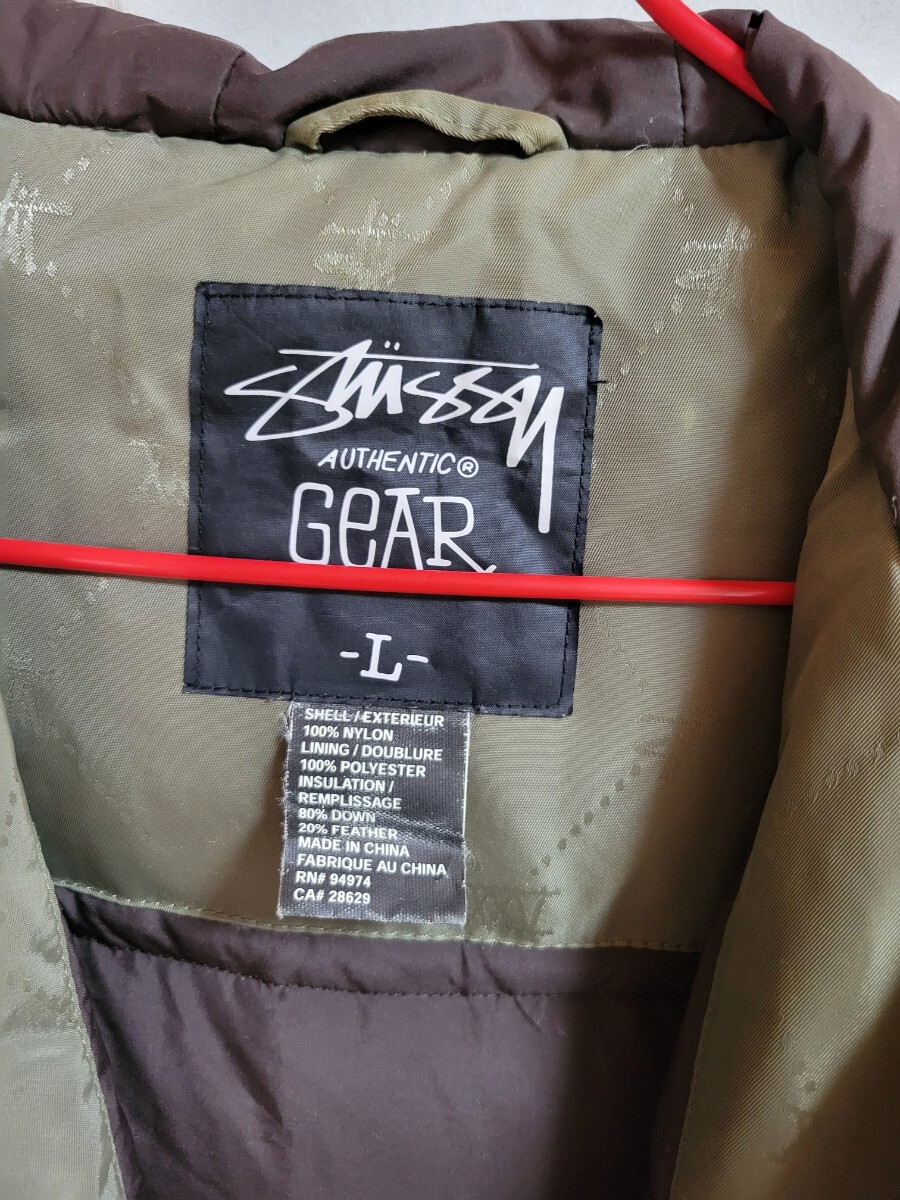 Stüssy
AUTHENTIC®
GEAR
-L-
SHELL / EXTERIEUR
100% NYLON
LINING / DOUBLURE
100% POLYESTER
INSULATION /
REMPLISSAGE
80% DOWN
20% FEATHER
MADE IN CHINA
FABRIQUE AU CHINA
RN# 94974
CA# 28629